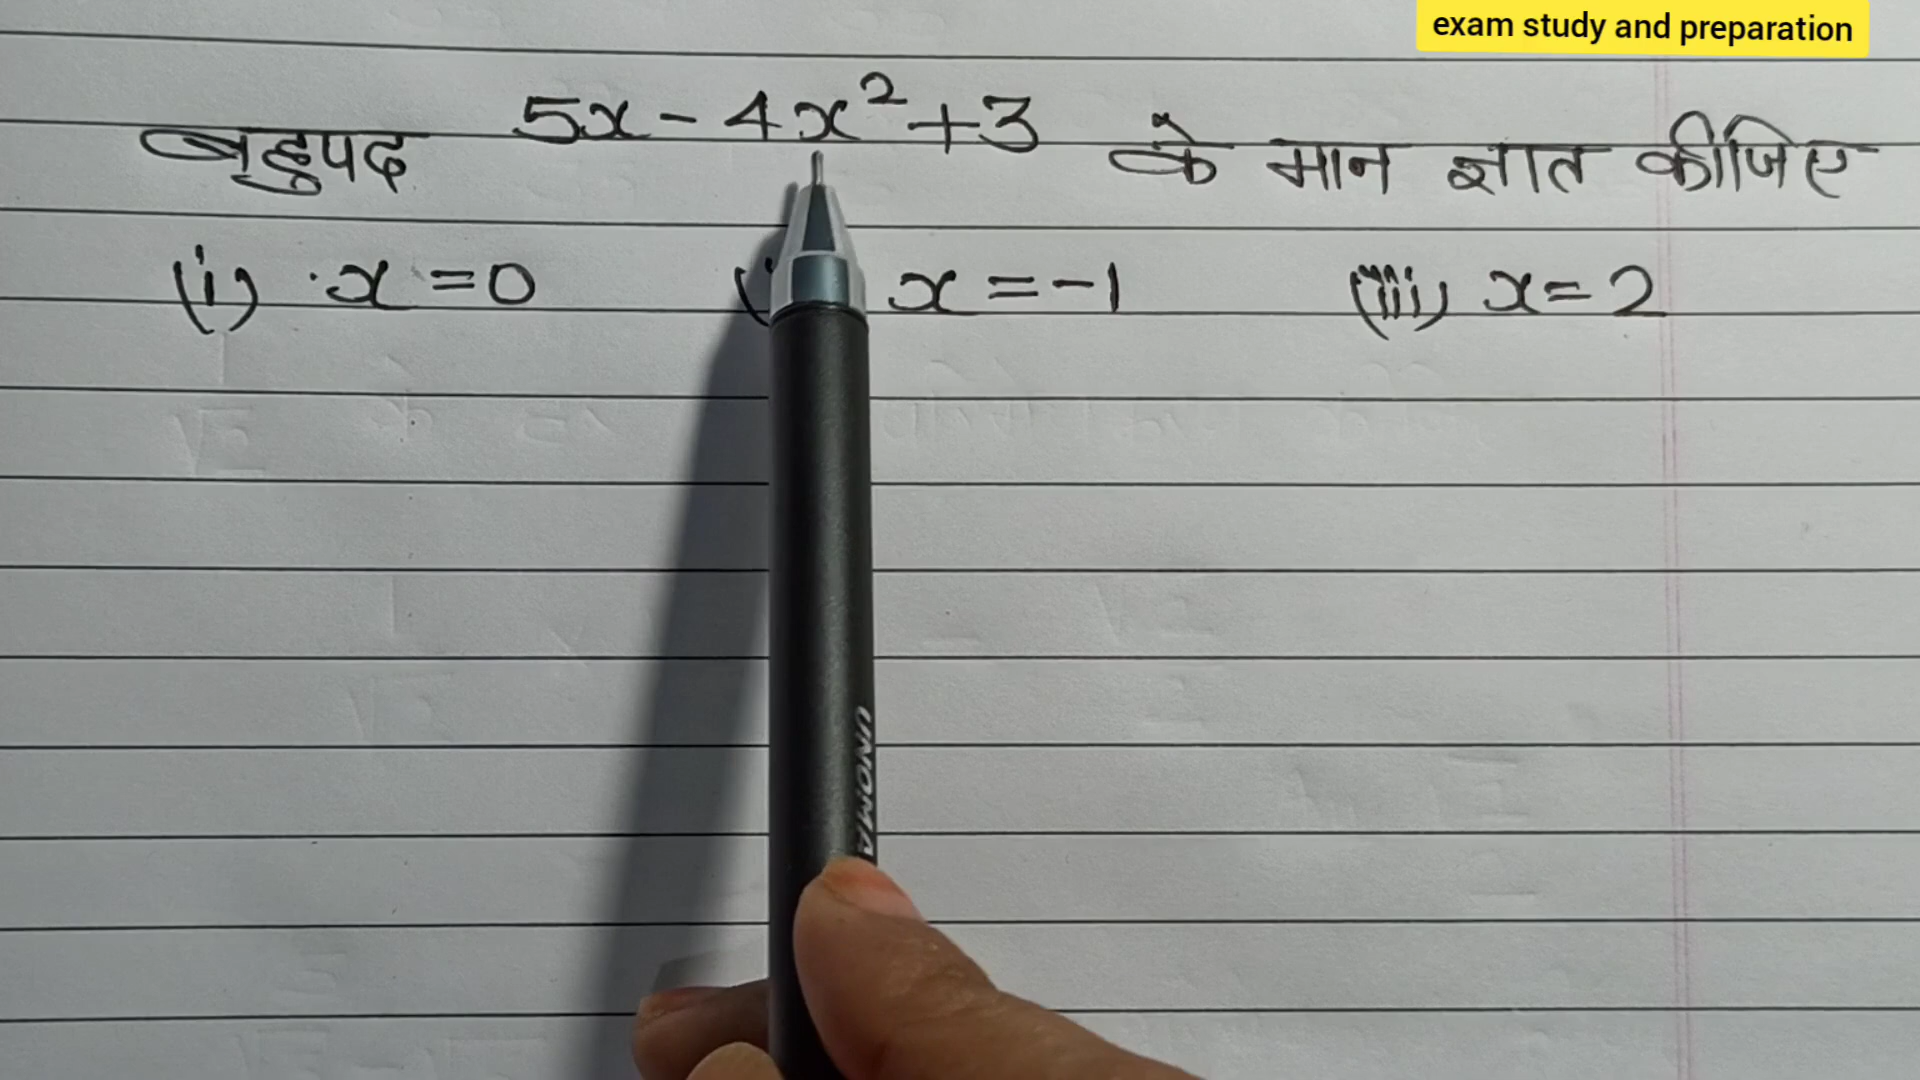 exam study and preparation
बहुपद 5x - 4x² + 3 के मान ज्ञात कीजिए
(i) x = 0 x = -1 (iii) x = 2
UNOMA